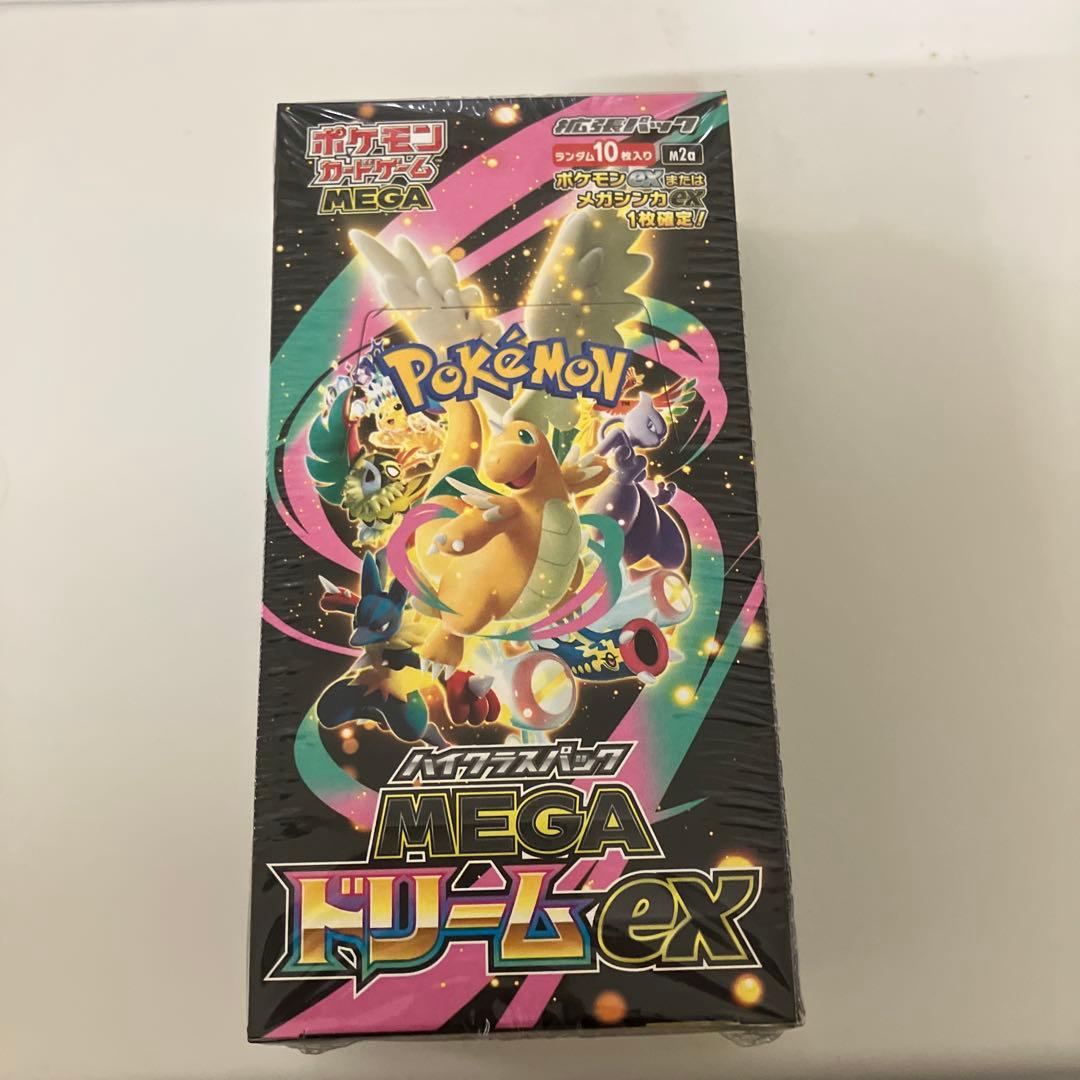 ポケモン
カードゲーム
MEGA
拡張パック
ランダム10枚入り M2a
ポケモンexまたは
メガシンカex
1枚確定!
POKéMON
TM
ハイクラスパック
MEGA
ドリームex